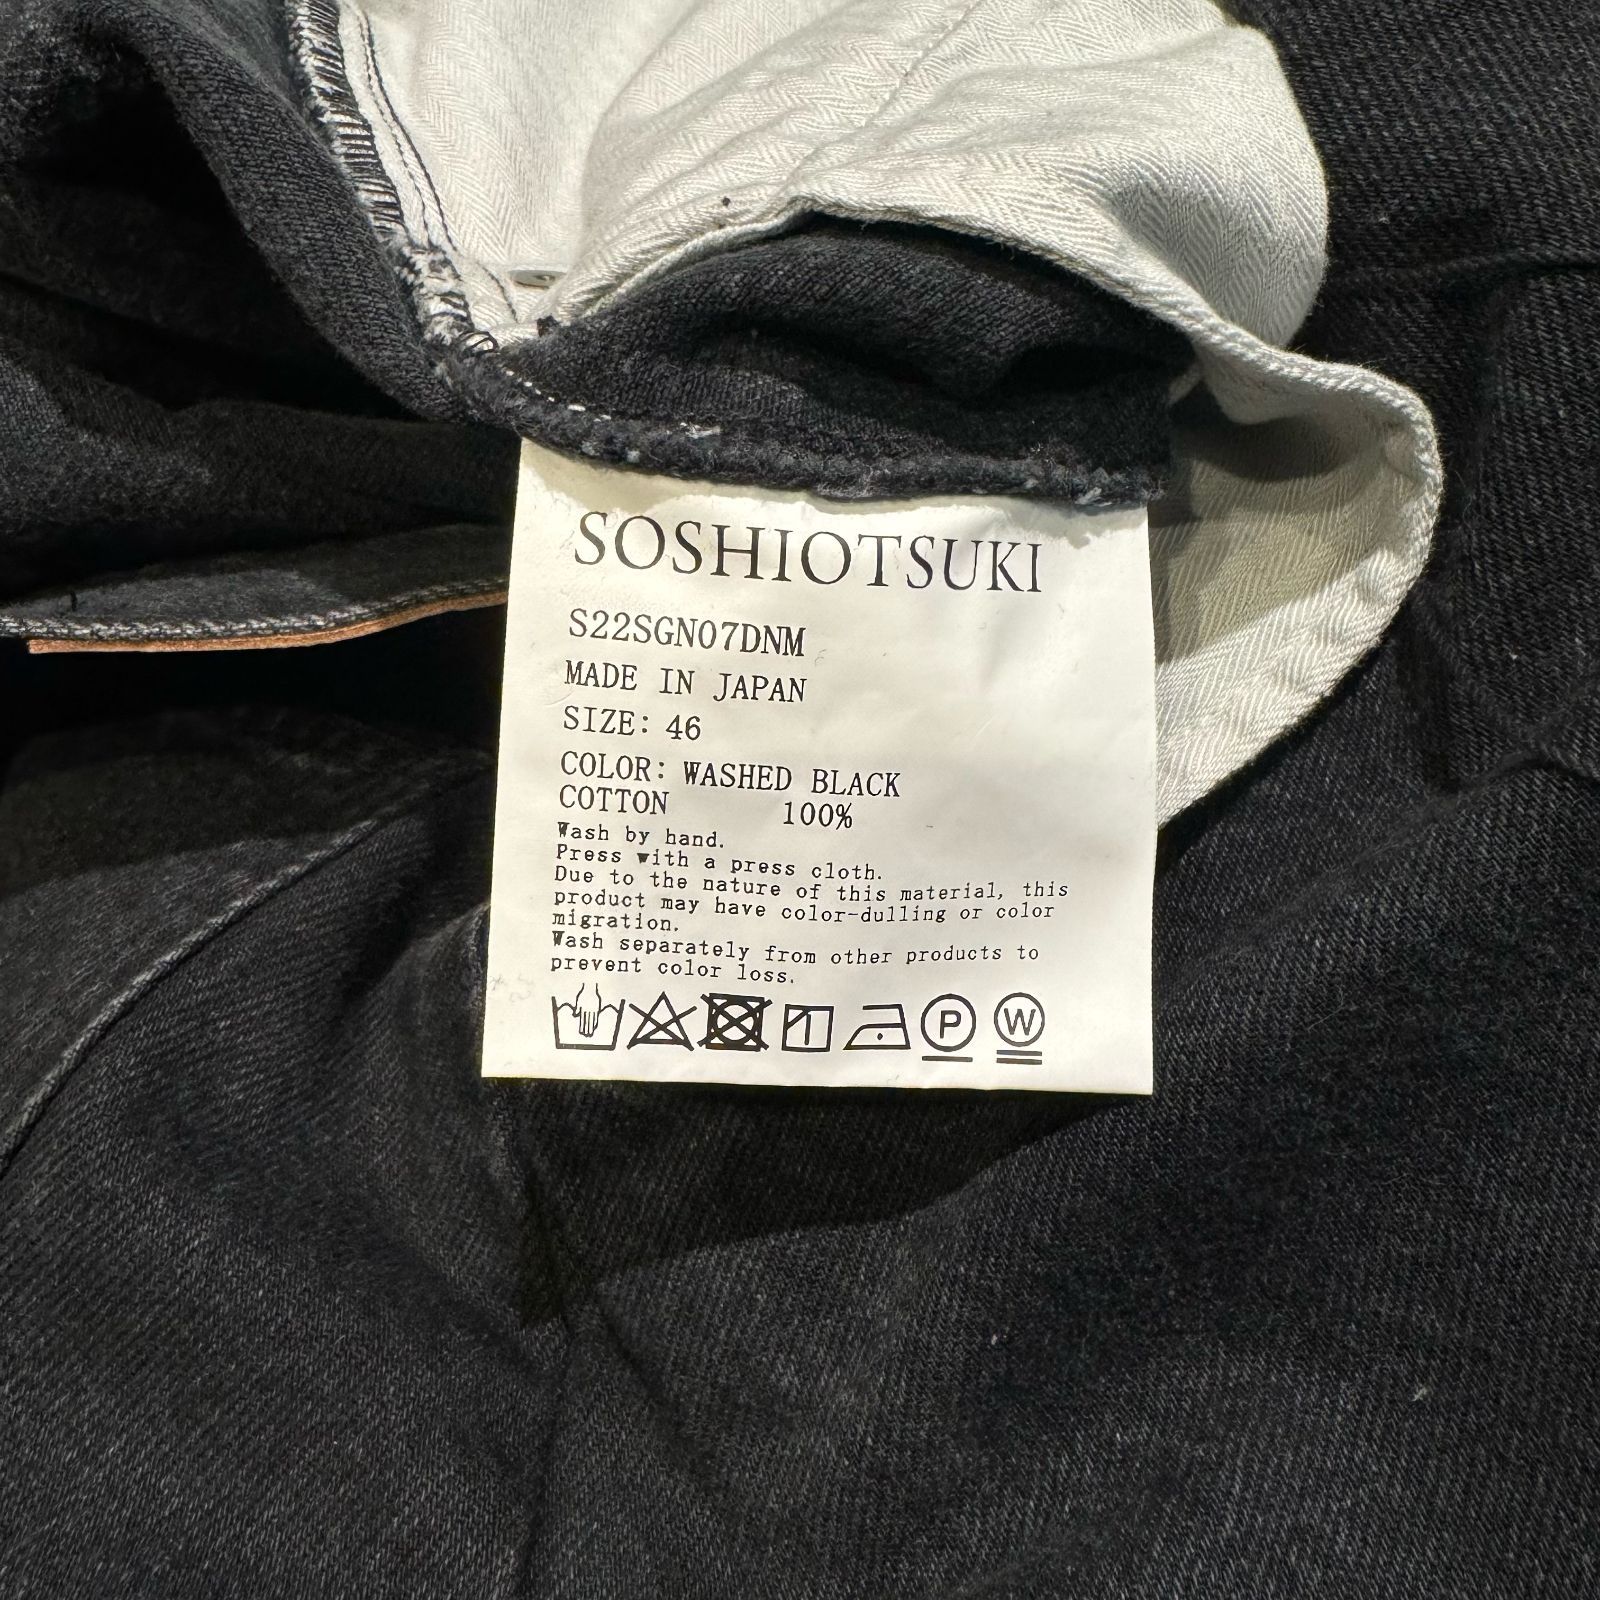 SOSHIOTSUKI
S22SGN07DNM
MADE IN JAPAN
SIZE: 46
COLOR: WASHED BLACK
COTTON 100%
Wash by hand.
Press with a press cloth.
Due to the nature of this material, this
product may have color-dulling or color
migration.
Wash separately from other products to
prevent color loss.
P W